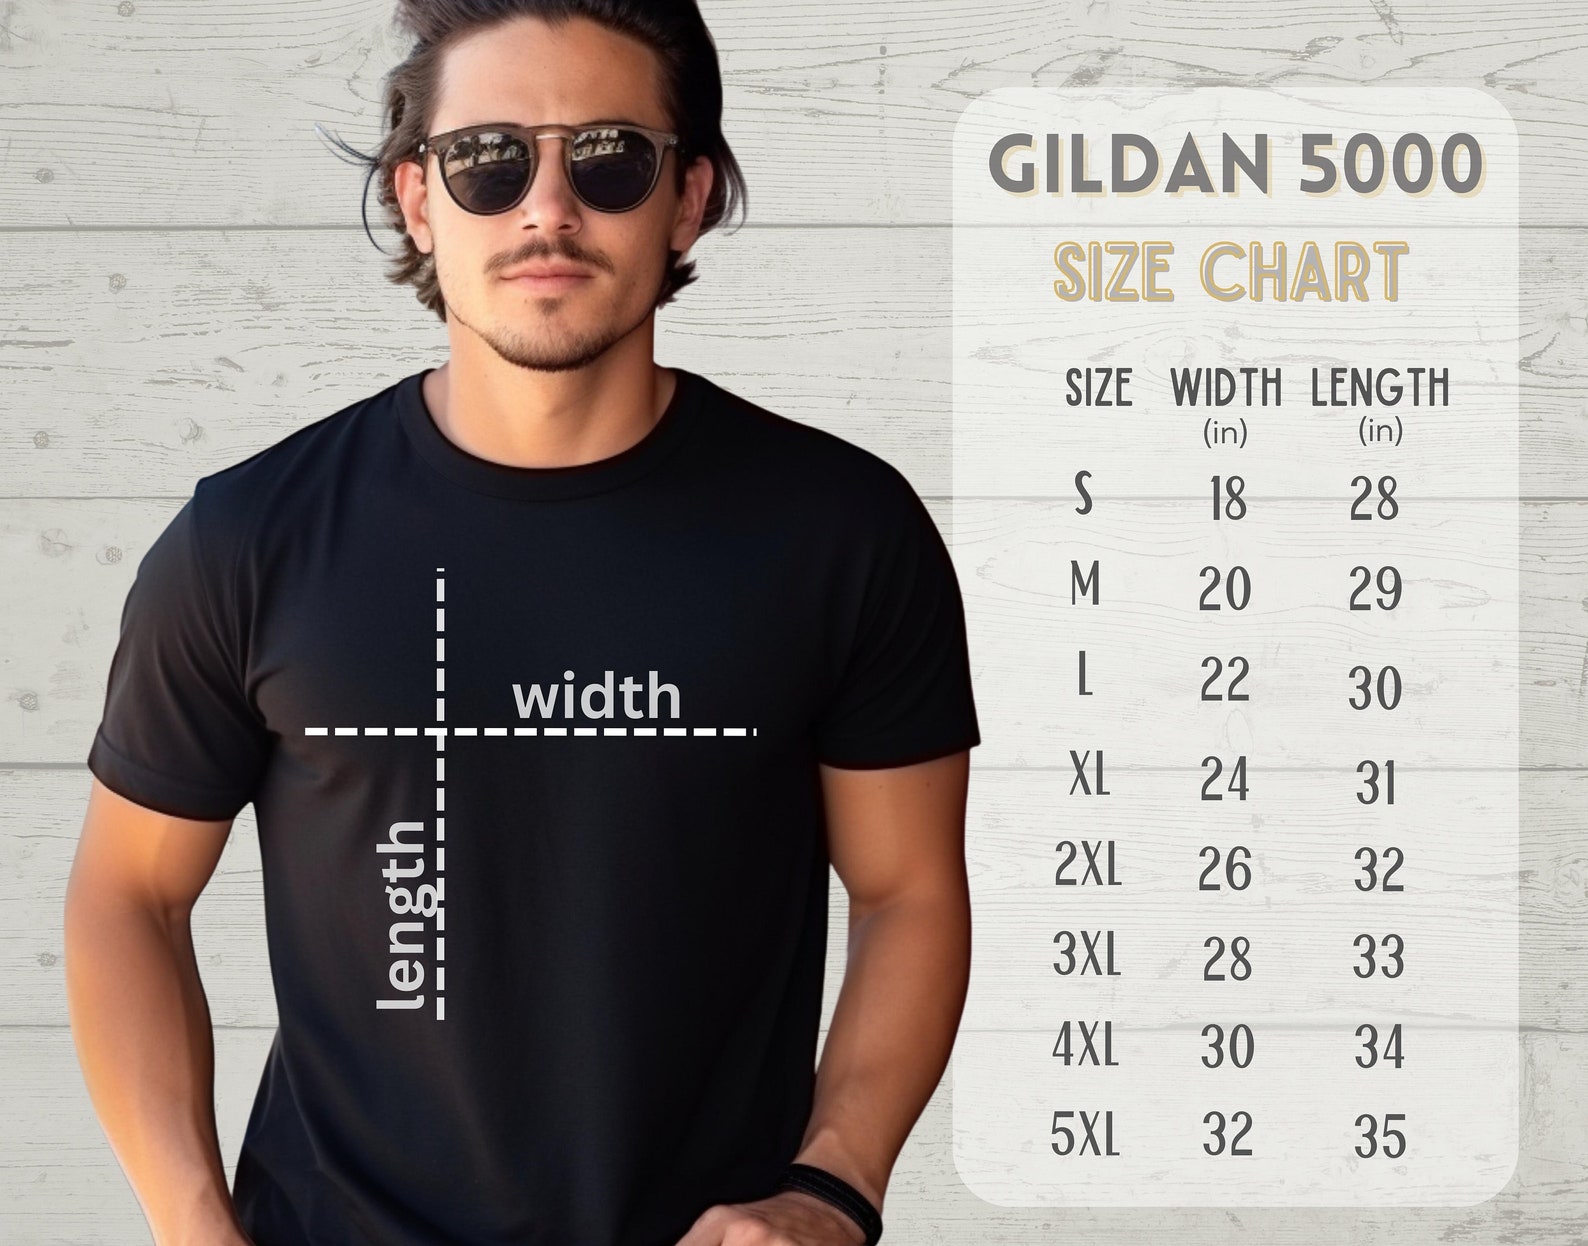 GILDAN 5000
SIZE CHART
SIZE WIDTH LENGTH
(in) (in)
S 18 28
M 20 29
L 22 30
XL 24 31
2XL 26 32
3XL 28 33
4XL 30 34
5XL 32 35
width
length